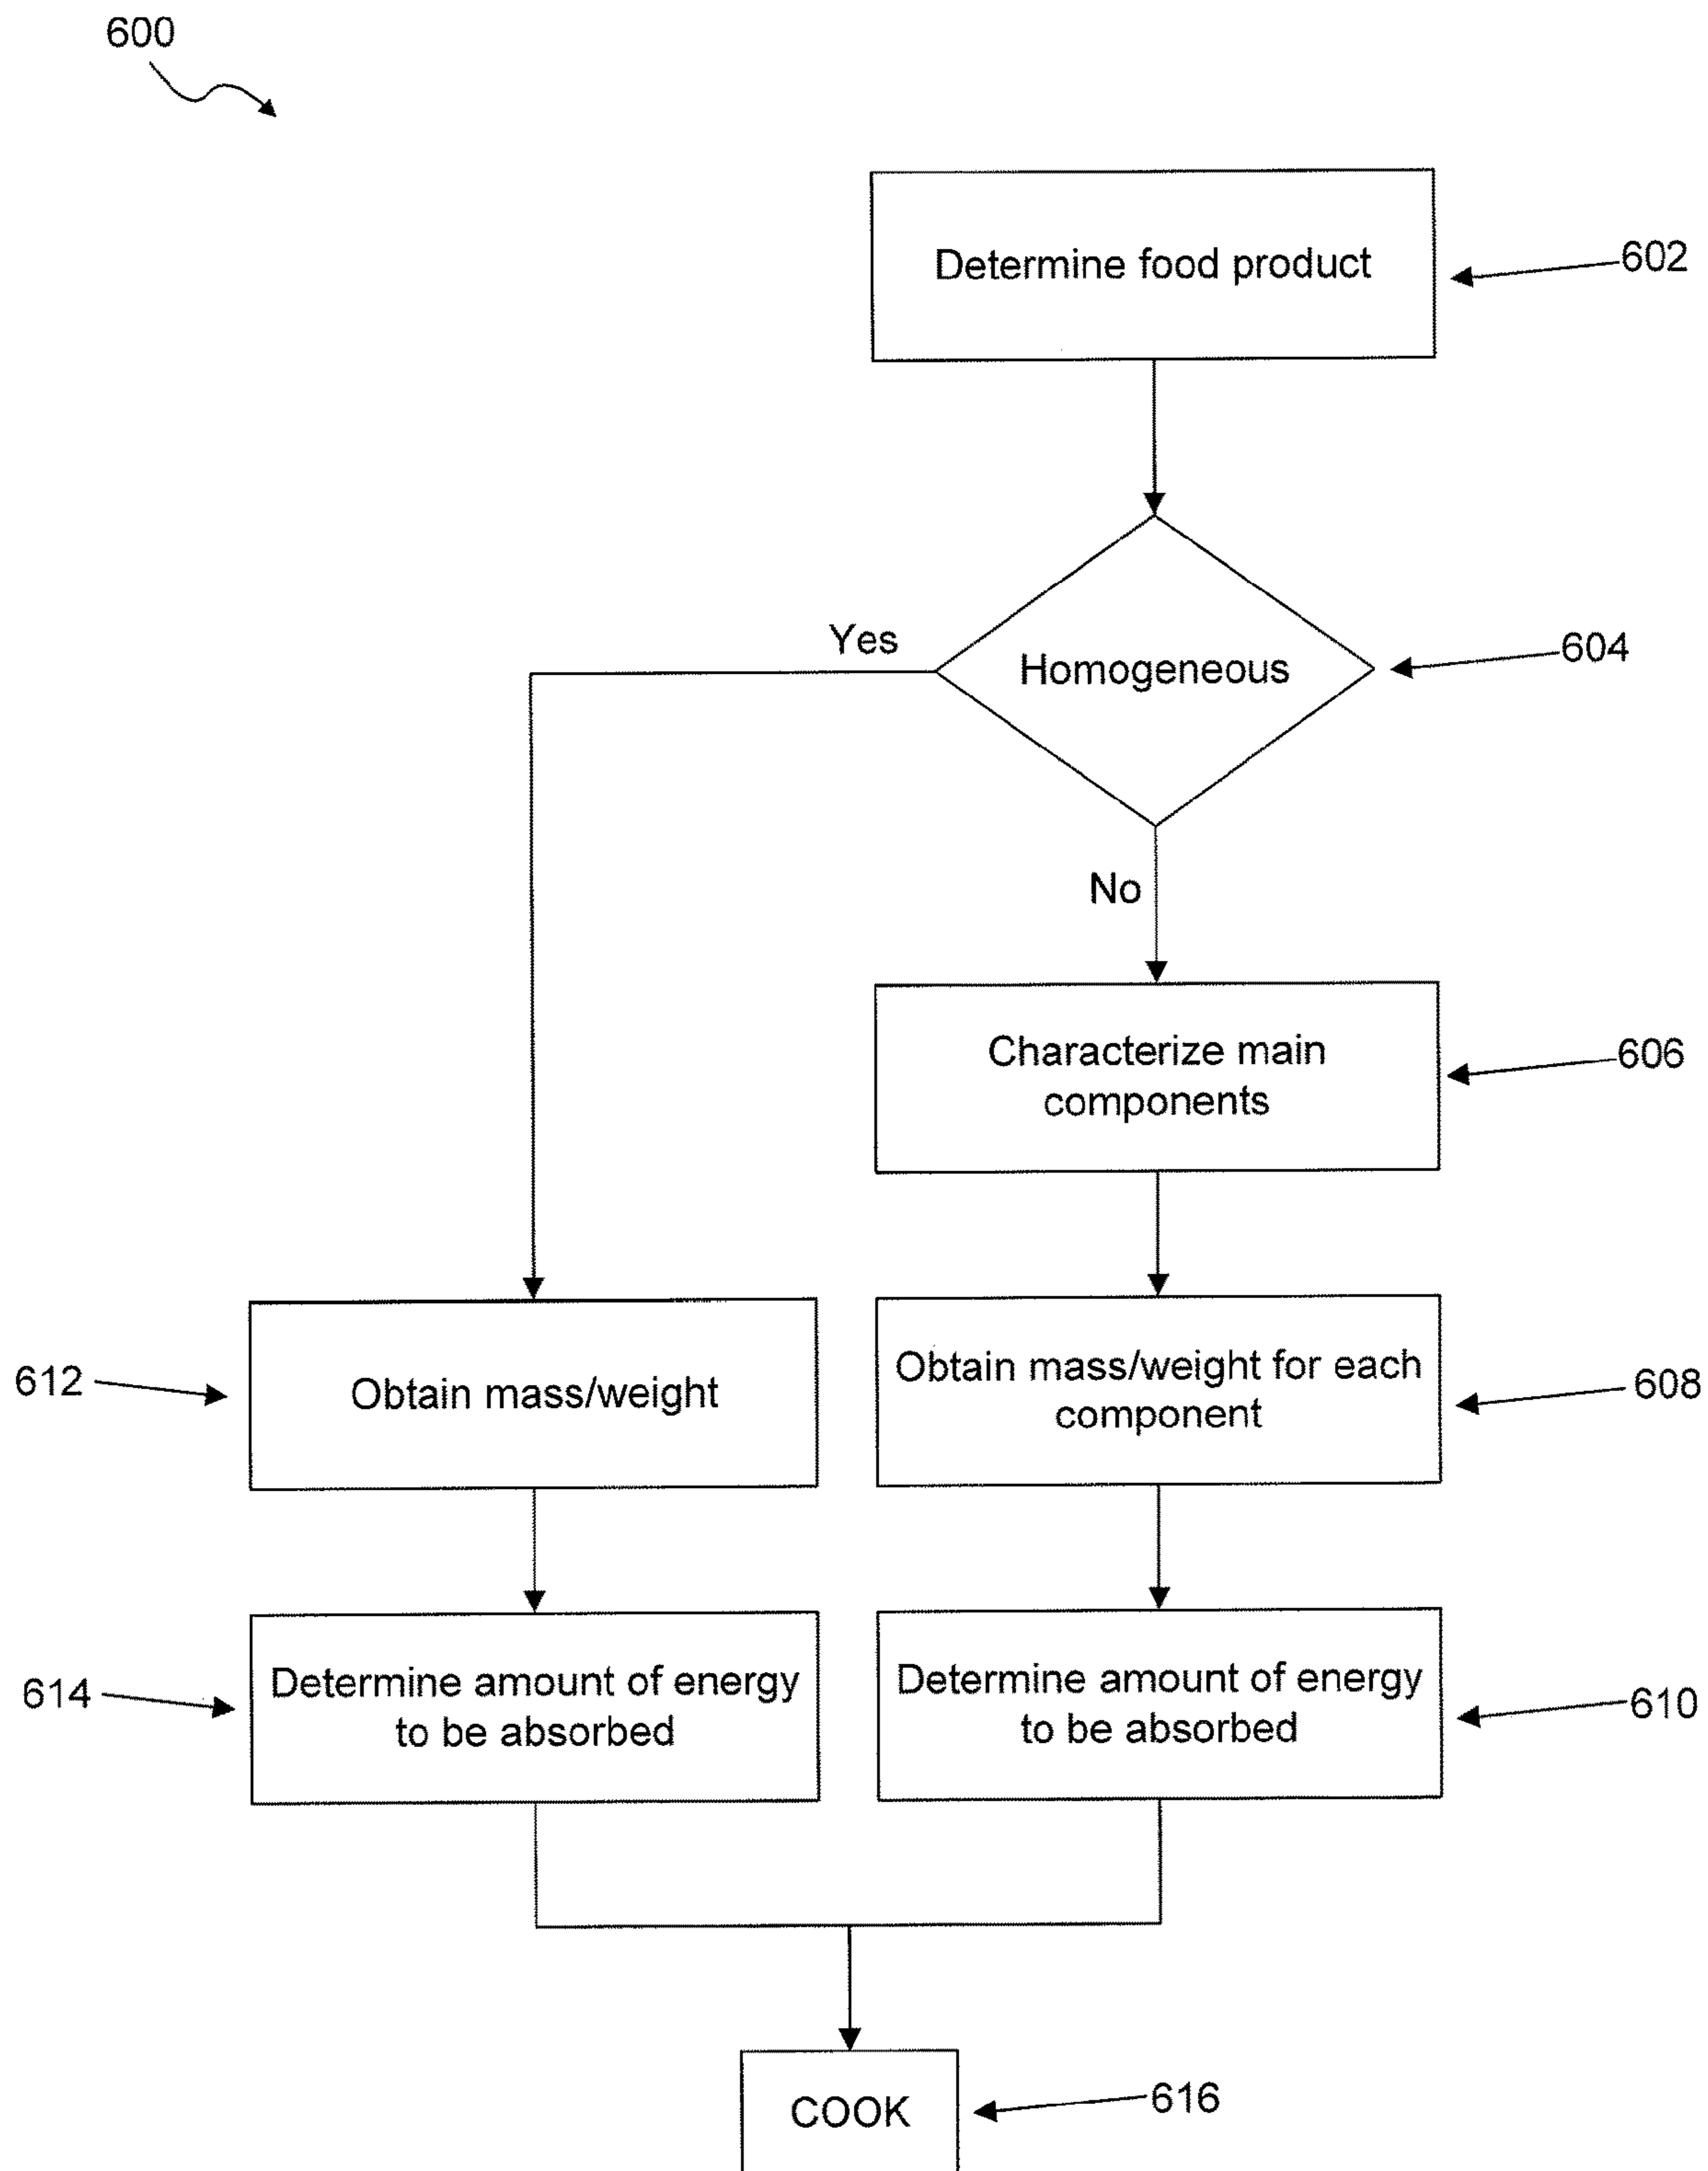 600
Determine food product
602
Yes
Homogeneous
604
No
Characterize main
components
606
612
Obtain mass/weight
Obtain mass/weight for each
component
608
614
Determine amount of energy
to be absorbed
Determine amount of energy
to be absorbed
610
COOK
616